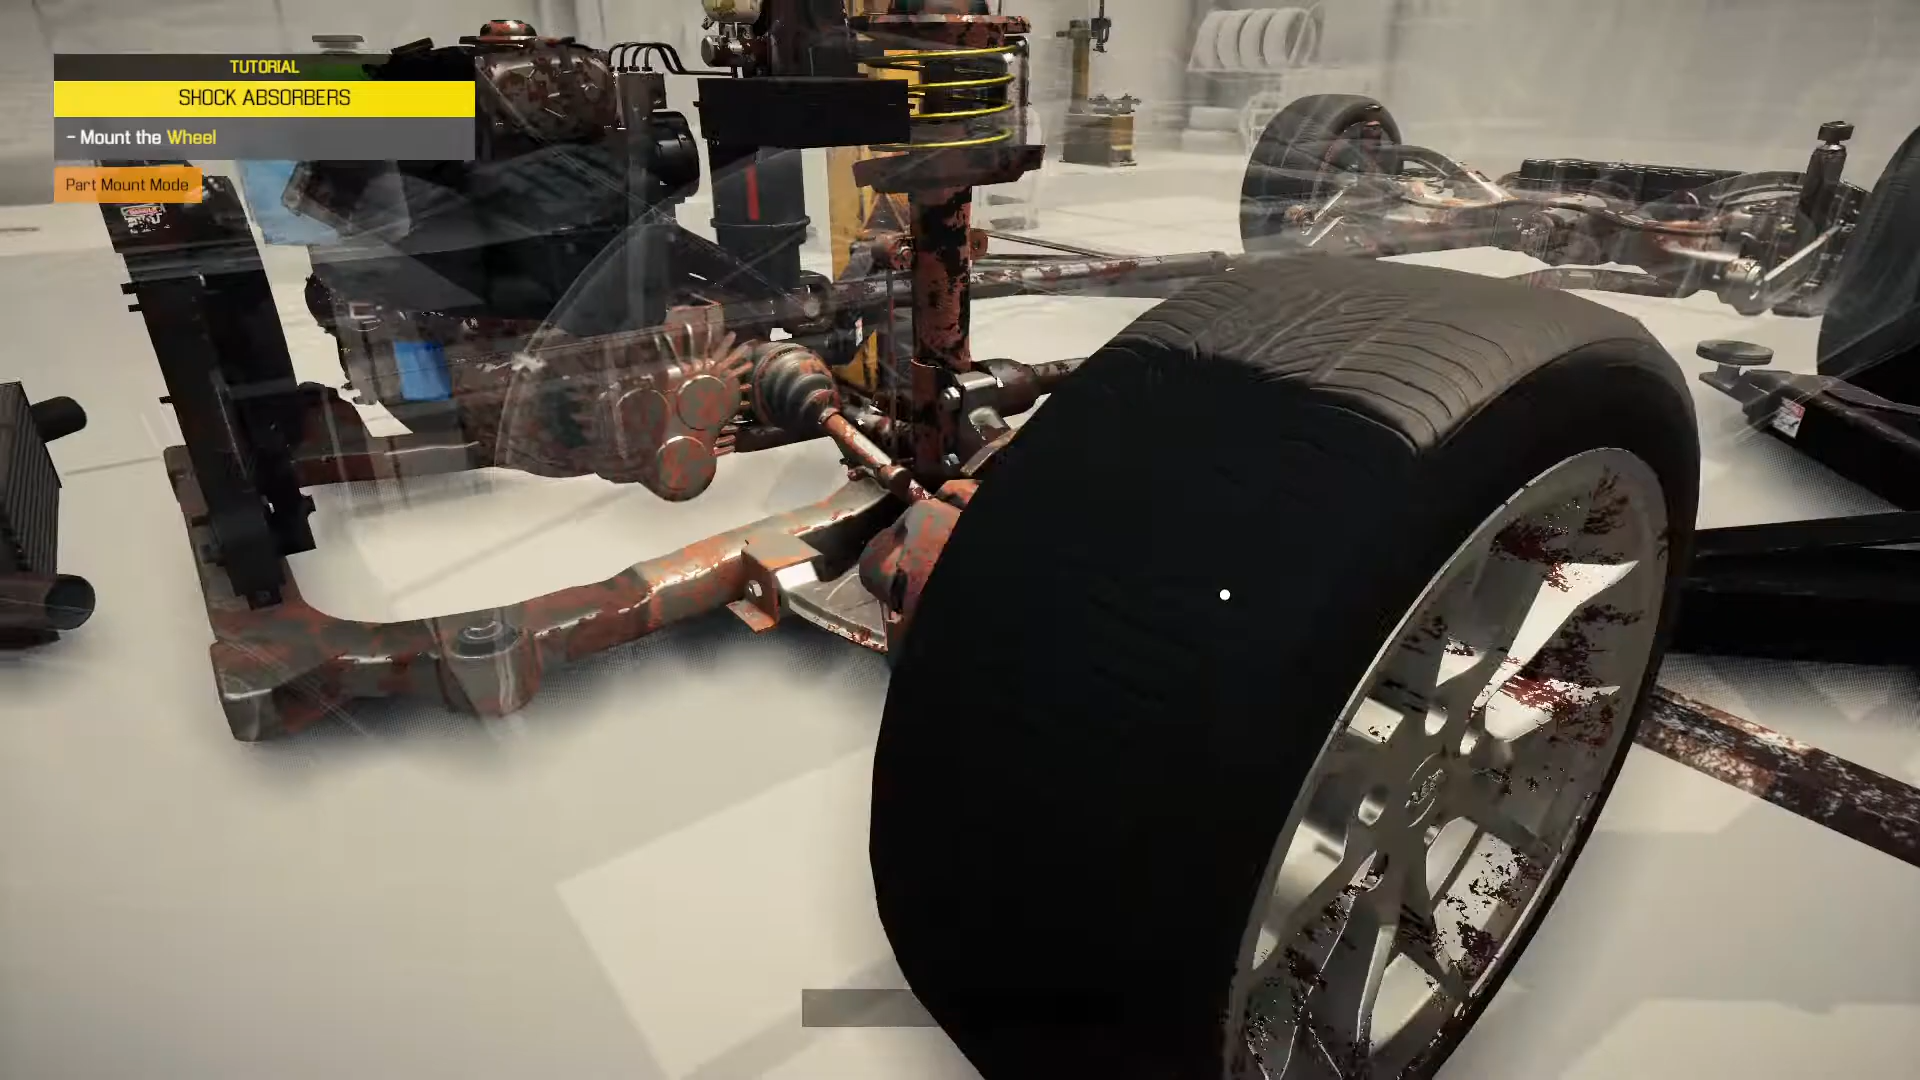 TUTORIAL
SHOCK ABSORBERS
- Mount the Wheel
Part Mount Mode